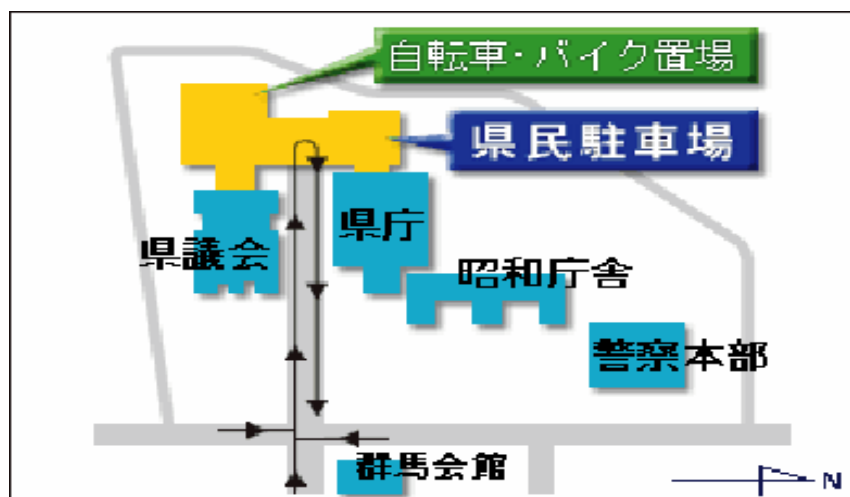 自転車・バイク置場
県民駐車場
県庁
県議会
昭和庁舎
警察本部
群馬会館
N